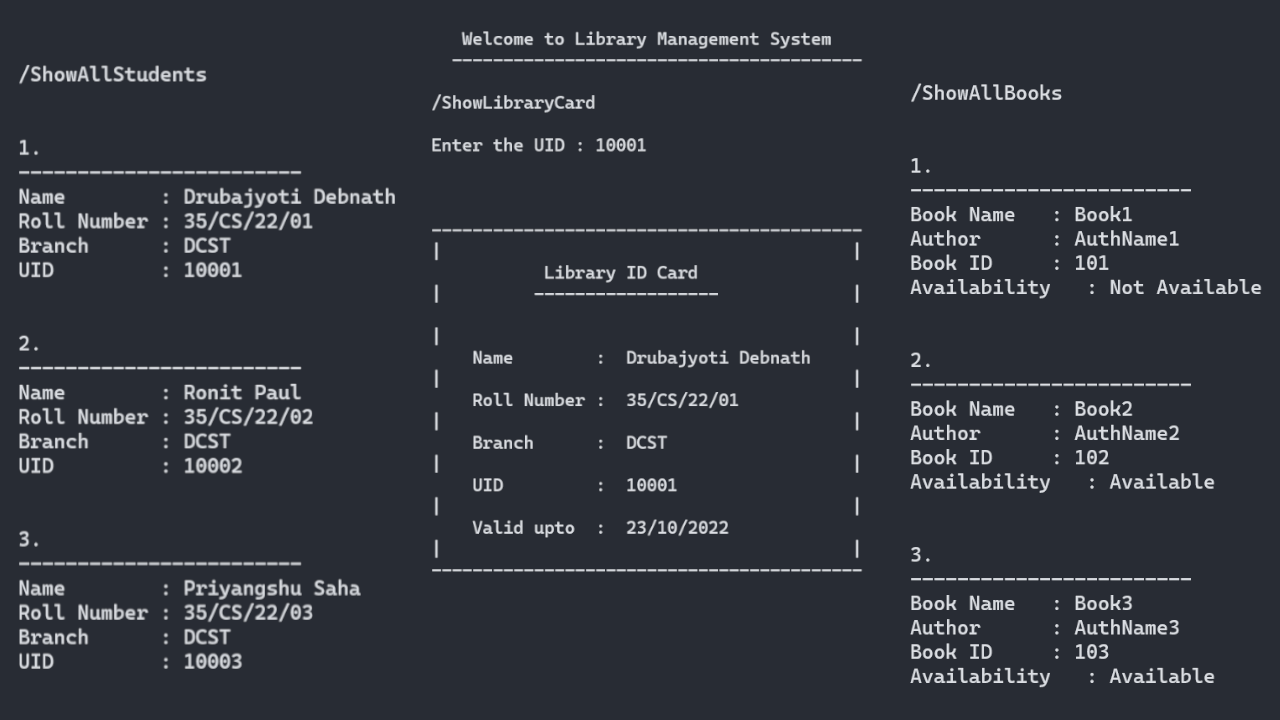 Welcome to Library Management System
----------------------------------------
/ShowAllStudents
1.
------------------------
Name : Drubajyoti Debnath
Roll Number : 35/CS/22/01
Branch : DCST
UID : 10001
2.
------------------------
Name : Ronit Paul
Roll Number : 35/CS/22/02
Branch : DCST
UID : 10002
3.
------------------------
Name : Priyangshu Saha
Roll Number : 35/CS/22/03
Branch : DCST
UID : 10003
/ShowLibraryCard
Enter the UID : 10001
------------------------------------------
| |
Library ID Card
| ------------------ |
| |
Name : Drubajyoti Debnath
| |
Roll Number : 35/CS/22/01
| |
Branch : DCST
| |
UID : 10001
| |
Valid upto : 23/10/2022
| |
------------------------------------------
/ShowAllBooks
1.
------------------------
Book Name : Book1
Author : AuthName1
Book ID : 101
Availability : Not Available
2.
------------------------
Book Name : Book2
Author : AuthName2
Book ID : 102
Availability : Available
3.
------------------------
Book Name : Book3
Author : AuthName3
Book ID : 103
Availability : Available